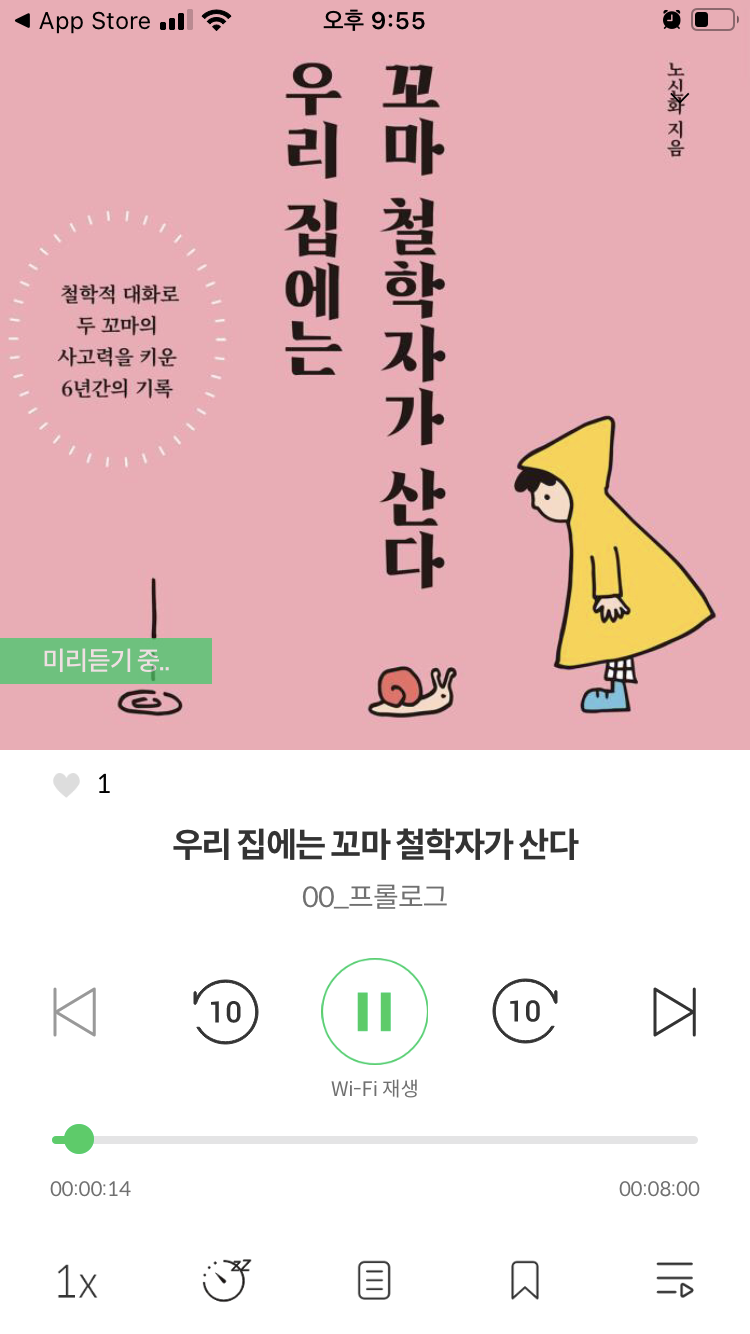 ◀ App Store 오후 9:55
우리 집에는
꼬마 철학자가 산다
노신화 지음
철학적 대화로
두 꼬마의
사고력을 키운
6년간의 기록
미리듣기 중..
1
우리 집에는 꼬마 철학자가 산다
00_프롤로그
10 10
Wi-Fi 재생
00:00:14 00:08:00
1x zZ